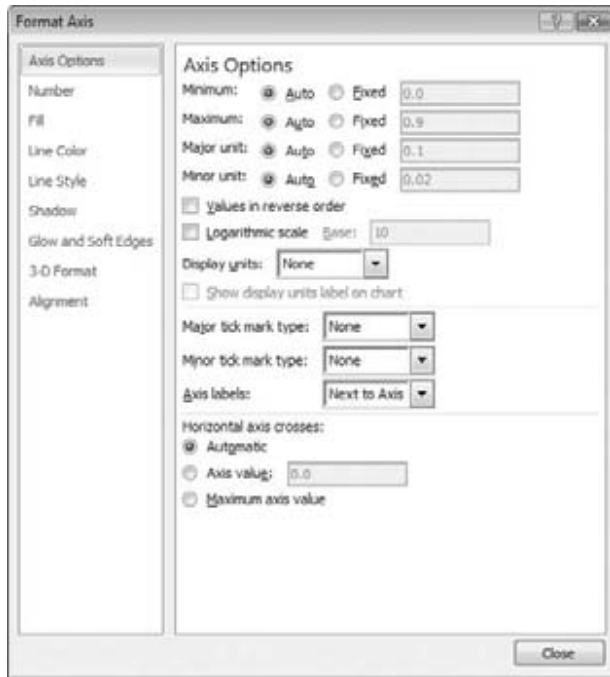 Format Axis
Axis Options
Number
Fill
Line Color
Line Style
Shadow
Glow and Soft Edges
3-D Format
Alignment
Axis Options
Minimum: Auto Fixed 0.0
Maximum: Auto Fixed 0.9
Major unit: Auto Fixed 0.1
Minor unit: Auto Fixed 0.02
Values in reverse order
Logarithmic scale Base: 10
Display units: None
Show display units label on chart
Major tick mark type: None
Minor tick mark type: None
Axis labels: Next to Axis
Horizontal axis crosses:
Automatic
Axis value: 0.0
Maximum axis value
Close